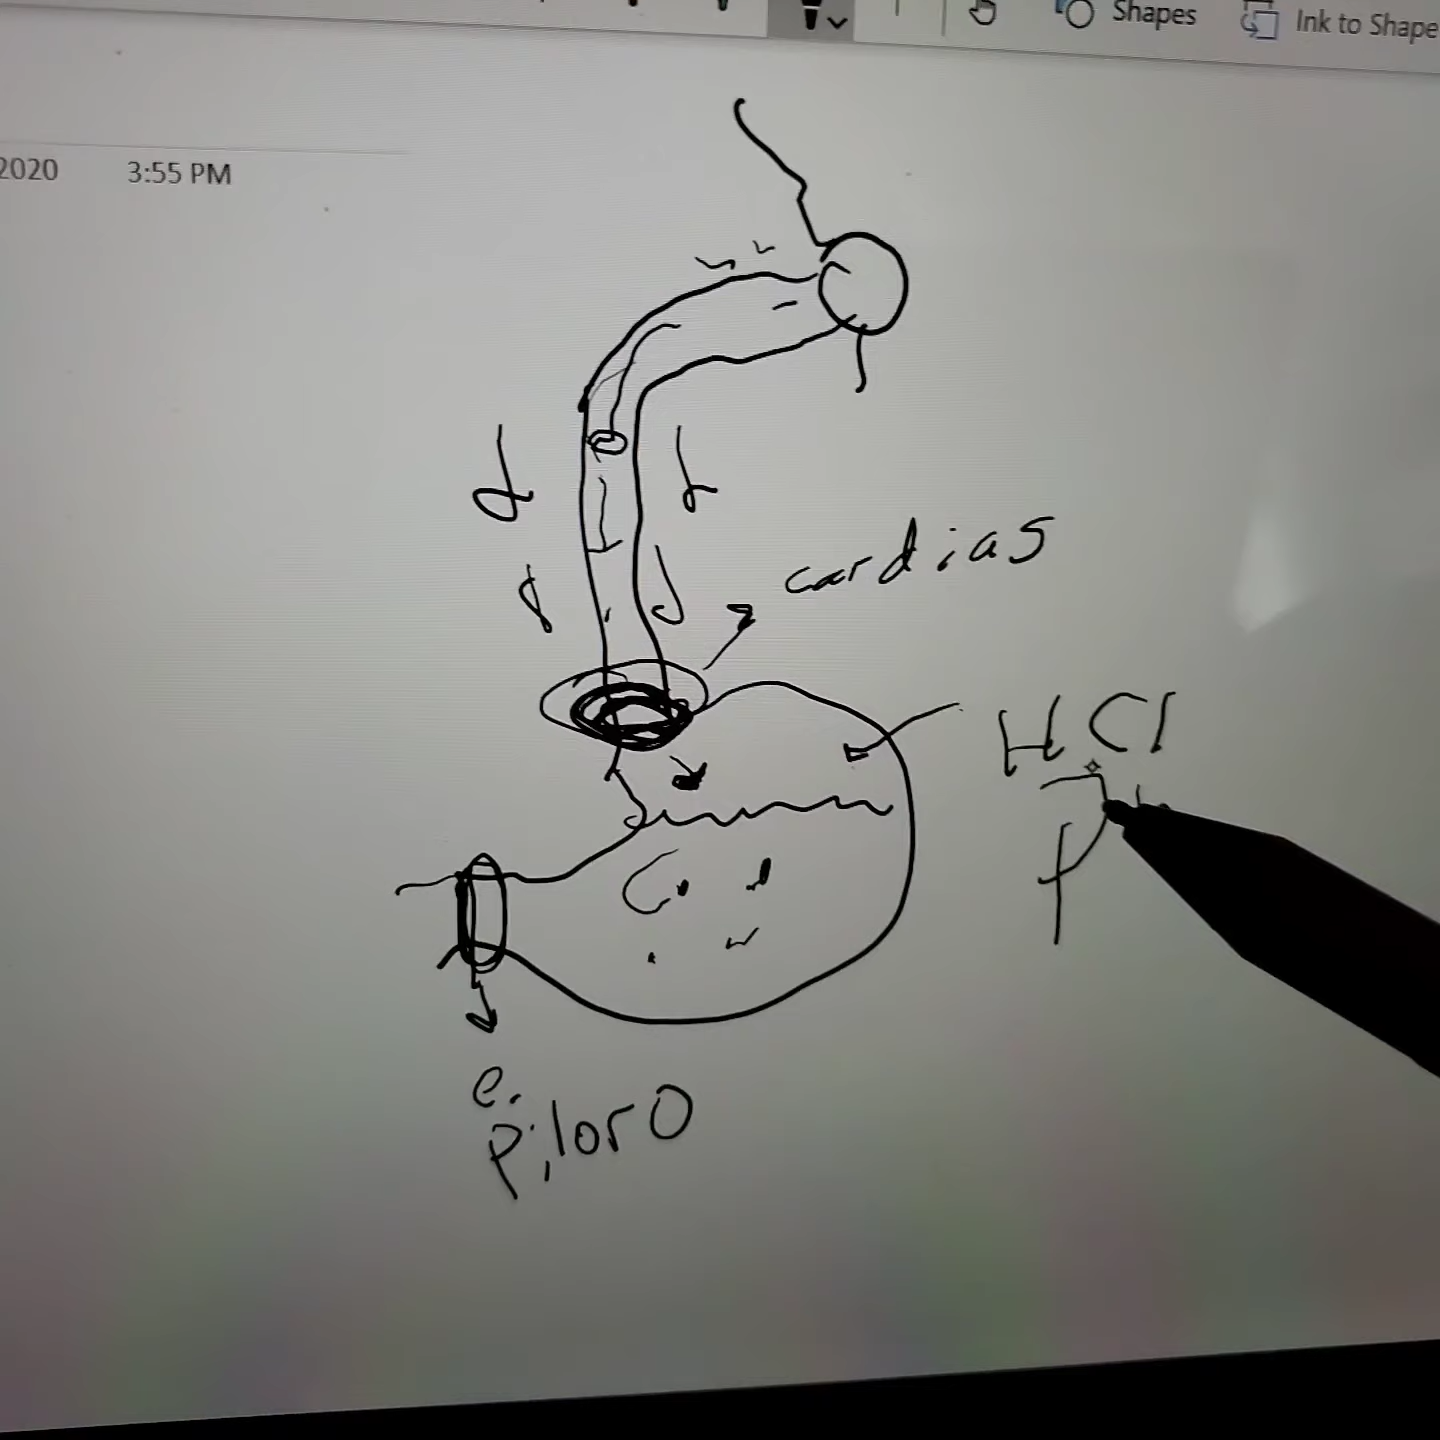 Shapes
Ink to Shape
2020 3:55 PM
cardias
HCl
e.
Piloro